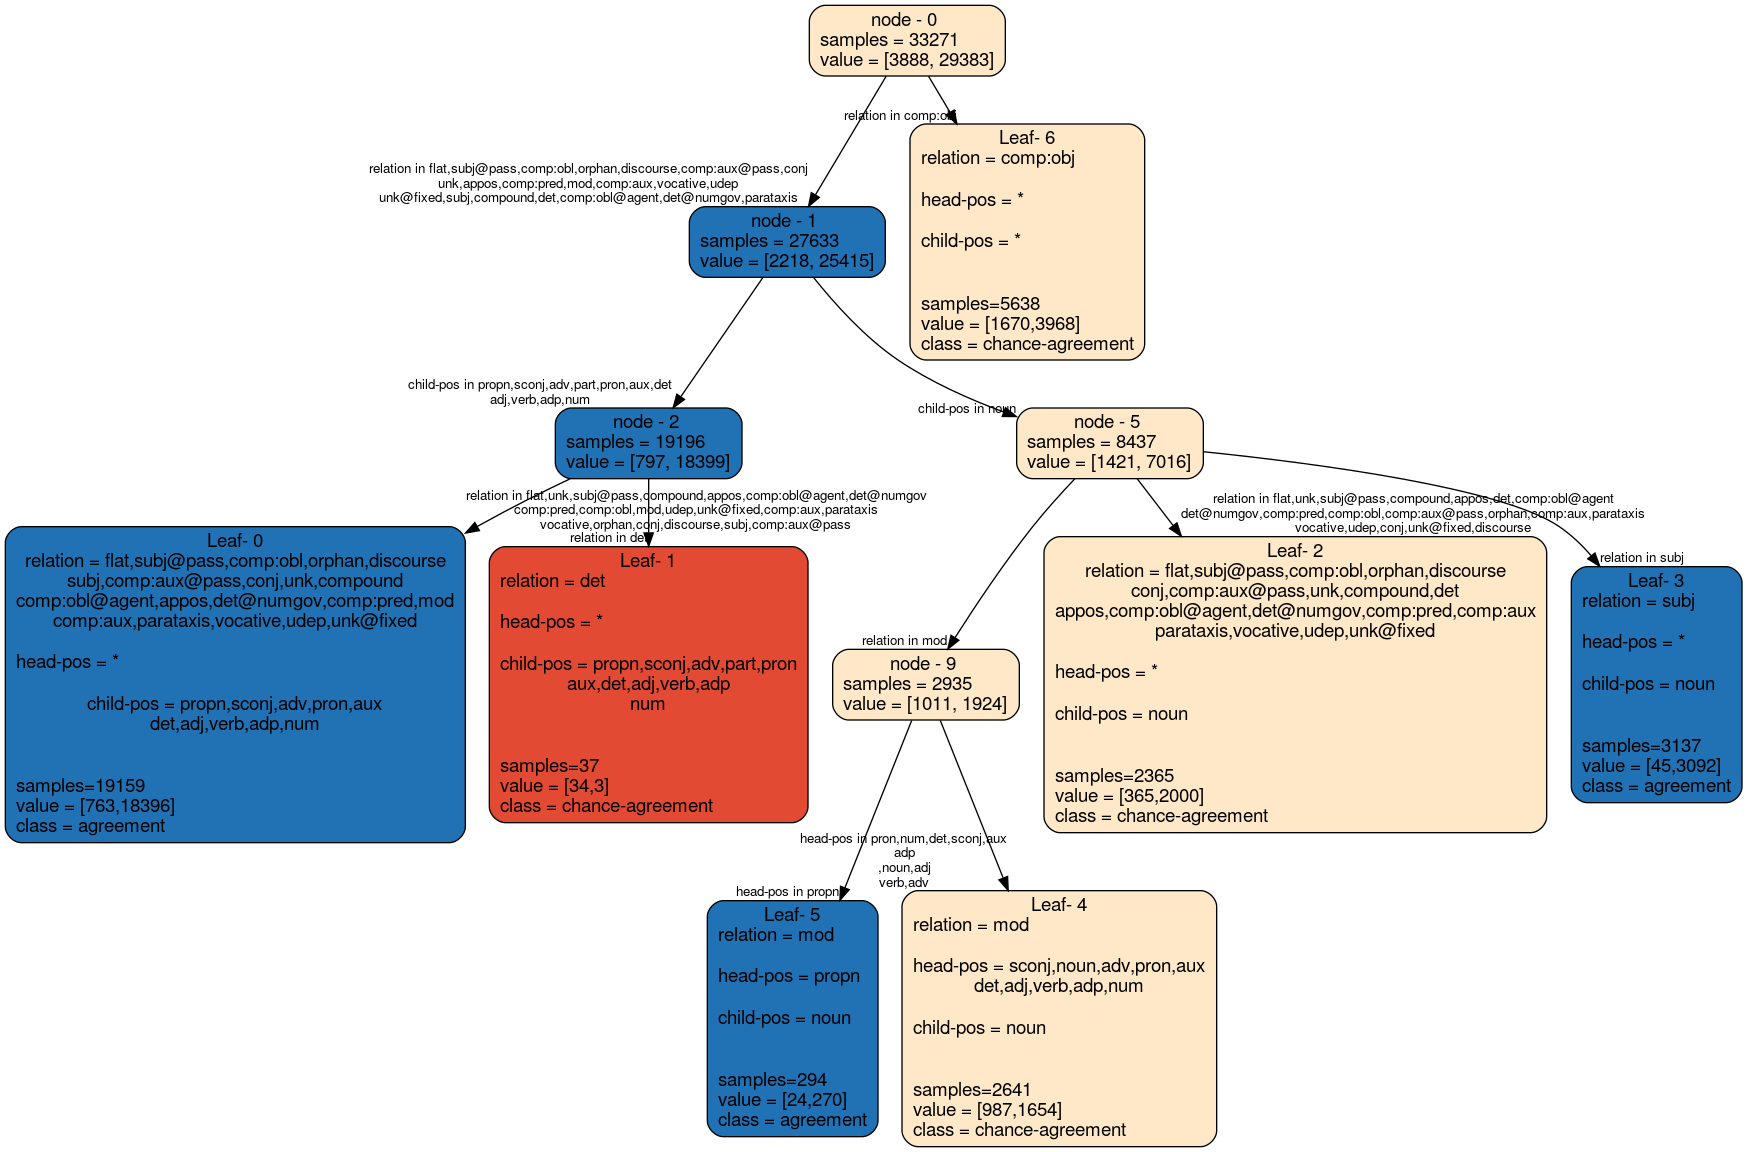 node - 0
samples = 33271
value = [3888, 29383]
relation in comp:obj
Leaf- 6
relation = comp:obj
head-pos = *
child-pos = *
samples=5638
value = [1670,3968]
class = chance-agreement
relation in flat,subj@pass,comp:obl,orphan,discourse,comp:aux@pass,conj
unk,appos,comp:pred,mod,comp:aux,vocative,udep
unk@fixed,subj,compound,det,comp:obl@agent,det@numgov,parataxis
node - 1
samples = 27633
value = [2218, 25415]
child-pos in propn,sconj,adv,part,pron,aux,det
adj,verb,adp,num
node - 2
samples = 19196
value = [797, 18399]
child-pos in noun
node - 5
samples = 8437
value = [1421, 7016]
relation in flat,unk,subj@pass,compound,appos,comp:obl@agent,det@numgov
comp:pred,comp:obl,mod,udep,unk@fixed,comp:aux,parataxis
vocative,orphan,conj,discourse,subj,comp:aux@pass
relation in det
Leaf- 0
relation = flat,subj@pass,comp:obl,orphan,discourse
subj,comp:aux@pass,conj,unk,compound
comp:obl@agent,appos,det@numgov,comp:pred,mod
comp:aux,parataxis,vocative,udep,unk@fixed
head-pos = *
child-pos = propn,sconj,adv,pron,aux
det,adj,verb,adp,num
samples=19159
value = [763,18396]
class = agreement
Leaf- 1
relation = det
head-pos = *
child-pos = propn,sconj,adv,part,pron
aux,det,adj,verb,adp
num
samples=37
value = [34,3]
class = chance-agreement
relation in mod
node - 9
samples = 2935
value = [1011, 1924]
relation in flat,unk,subj@pass,compound,appos,det,comp:obl@agent
det@numgov,comp:pred,comp:obl,comp:aux@pass,orphan,comp:aux,parataxis
vocative,udep,conj,unk@fixed,discourse
Leaf- 2
relation = flat,subj@pass,comp:obl,orphan,discourse
conj,comp:aux@pass,unk,compound,det
appos,comp:obl@agent,det@numgov,comp:pred,comp:aux
parataxis,vocative,udep,unk@fixed
head-pos = *
child-pos = noun
samples=2365
value = [365,2000]
class = chance-agreement
relation in subj
Leaf- 3
relation = subj
head-pos = *
child-pos = noun
samples=3137
value = [45,3092]
class = agreement
head-pos in propn
Leaf- 5
relation = mod
head-pos = propn
child-pos = noun
samples=294
value = [24,270]
class = agreement
head-pos in pron,num,det,sconj,aux
adp
,noun,adj
verb,adv
Leaf- 4
relation = mod
head-pos = sconj,noun,adv,pron,aux
det,adj,verb,adp,num
child-pos = noun
samples=2641
value = [987,1654]
class = chance-agreement